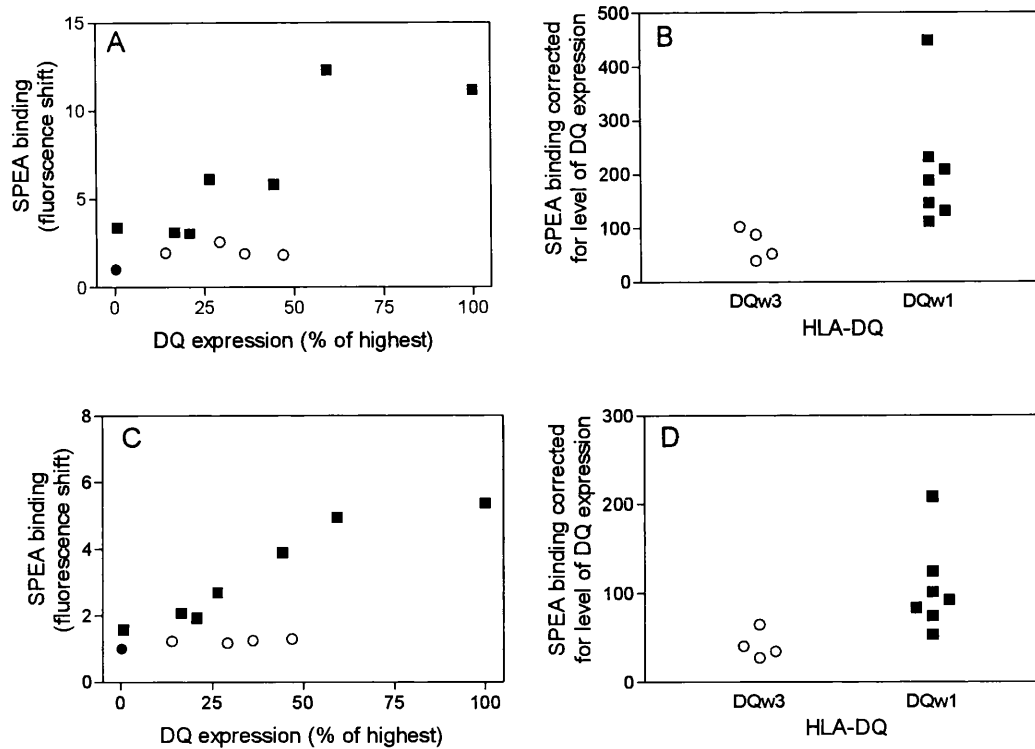 A
15
10
5
0
SPEA binding
(fluorscence shift)
0
25
50
75
100
DQ expression (% of highest)
B
500
400
300
200
100
0
SPEA binding corrected
for level of DQ expression
DQw3
DQw1
HLA-DQ
C
8
6
4
2
0
SPEA binding
(fluorescence shift)
0
25
50
75
100
DQ expression (% of highest)
D
300
200
100
0
SPEA binding corrected
for level of DQ expression
DQw3
DQw1
HLA-DQ